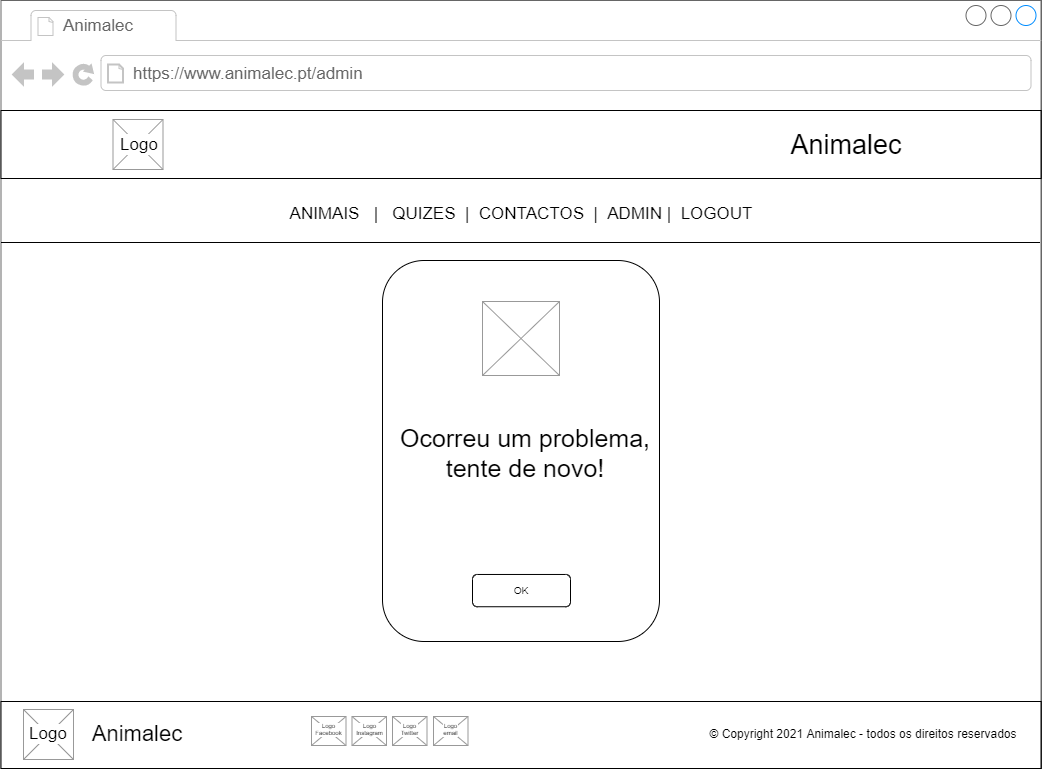 Animalec
https://www.animalec.pt/admin
Logo
Animalec
ANIMAIS | QUIZES | CONTACTOS | ADMIN | LOGOUT
Ocorreu um problema,
tente de novo!
OK
Logo
Animalec
Logo
Facebook
Logo
Instagram
Logo
Twitter
Logo
email
© Copyright 2021 Animalec - todos os direitos reservados